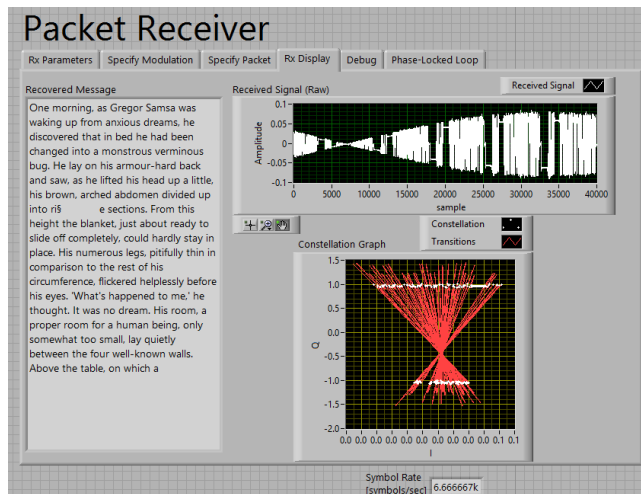 Packet Receiver
Rx Parameters Specify Modulation Specify Packet Rx Display Debug Phase-Locked Loop
Recovered Message
One morning, as Gregor Samsa was
waking up from anxious dreams, he
discovered that in bed he had been
changed into a monstrous verminous
bug. He lay on his armour-hard back
and saw, as he lifted his head up a little,
his brown, arched abdomen divided up
into ri§ e sections. From this
height the blanket, just about ready to
slide off completely, could hardly stay in
place. His numerous legs, pitifully thin in
comparison to the rest of his
circumference, flickered helplessly before
his eyes. 'What's happened to me,' he
thought. It was no dream. His room, a
proper room for a human being, only
somewhat too small, lay quietly
between the four well-known walls.
Above the table, on which a
Received Signal (Raw)
Received Signal
Amplitude
0.1
0.05
0.00
-0.05
-0.1
0 5000 10000 15000 20000 25000 30000 35000 40000
sample
Constellation
Transitions
Constellation Graph
Q
1.5
1.0
0.5
0.0
-0.5
-1.0
-1.5
-2.0
0.0 0.0 0.0 0.0 0.0 0.0 0.0 0.0 0.0 0.1 0.1
I
Symbol Rate
[symbols/sec] 6.666667k